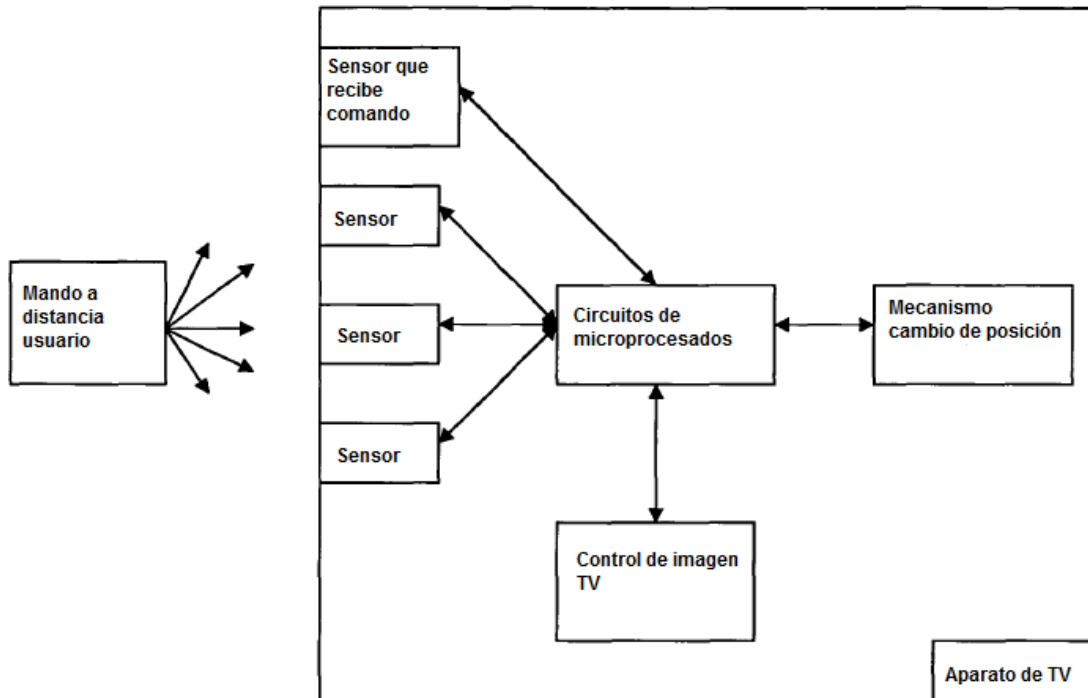 Sensor que
recibe
comando
Sensor
Mando a
distancia
usuario
Sensor
Circuitos de
microprocesados
Mecanismo
cambio de posición
Sensor
Control de imagen
TV
Aparato de TV